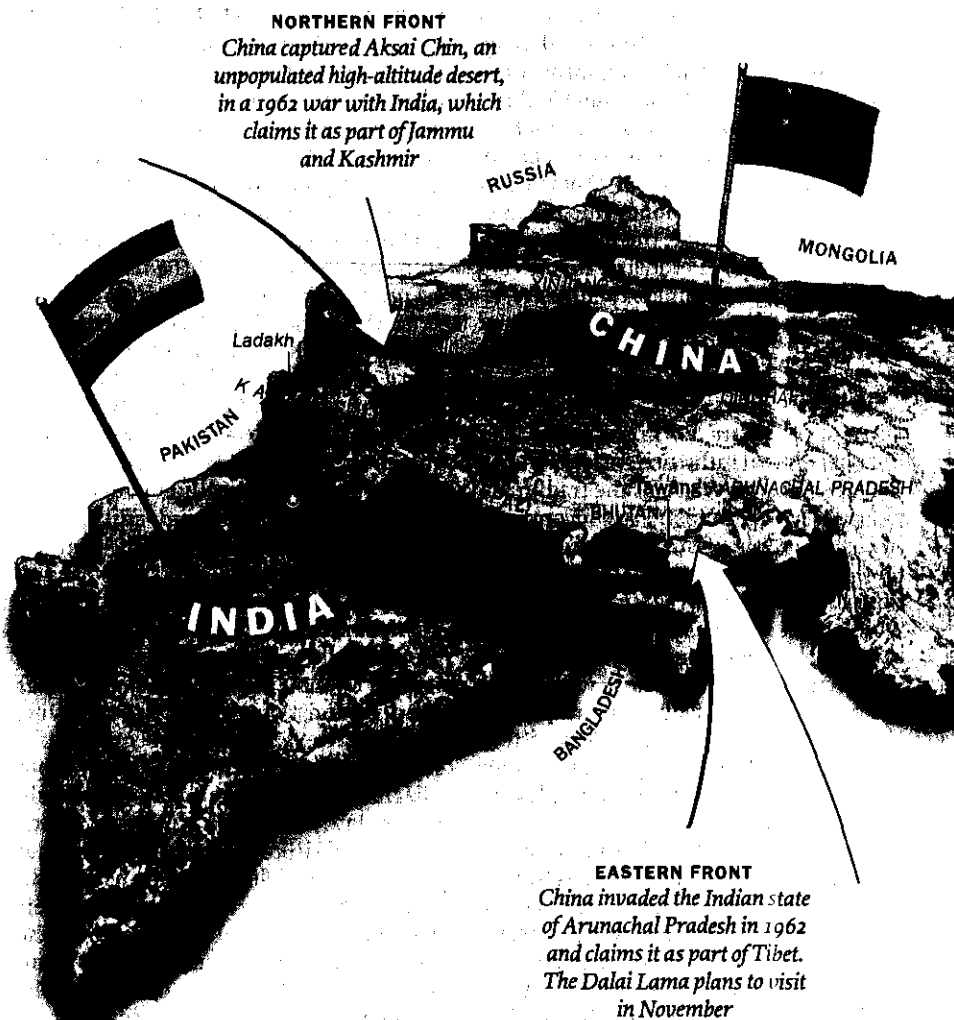 NORTHERN FRONT
China captured Aksai Chin, an
unpopulated high-altitude desert,
in a 1962 war with India, which
claims it as part of Jammu
and Kashmir
RUSSIA
MONGOLIA
CHINA
Ladakh
PAKISTAN
Tawang ARUNACHAL PRADESH
BHUTAN
INDIA
BANGLADESH
EASTERN FRONT
China invaded the Indian state
of Arunachal Pradesh in 1962
and claims it as part of Tibet.
The Dalai Lama plans to visit
in November